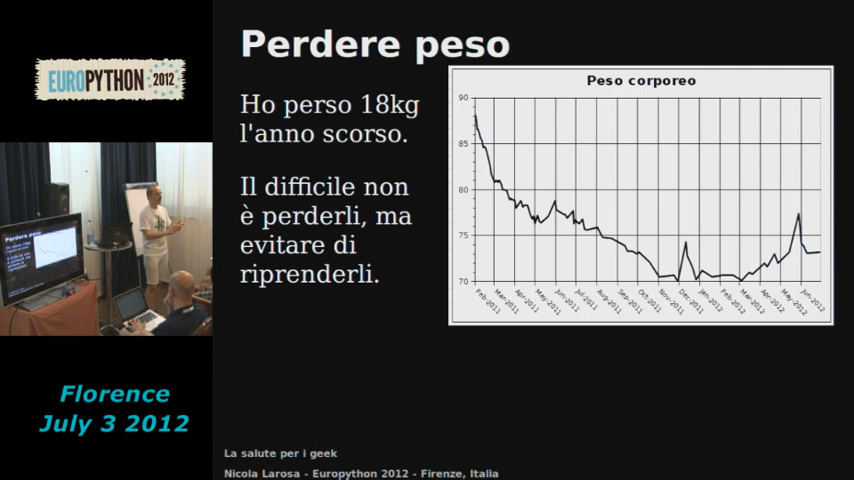 EUROPYTHON 2012
Perdere peso
Ho perso 18kg
l'anno scorso.
Il difficile non
è perderli, ma
evitare di
riprenderli.
Peso corporeo
90
85
80
75
70
Feb-2011
Mar-2011
Apr-2011
May-2011
Jun-2011
Jul-2011
Aug-2011
Sep-2011
Oct-2011
Nov-2011
Dec-2011
Jan-2012
Feb-2012
Mar-2012
Apr-2012
May-2012
Jun-2012
Perdere peso
Florence
July 3 2012
La salute per i geek
Nicola Larosa - Europython 2012 - Firenze, Italia